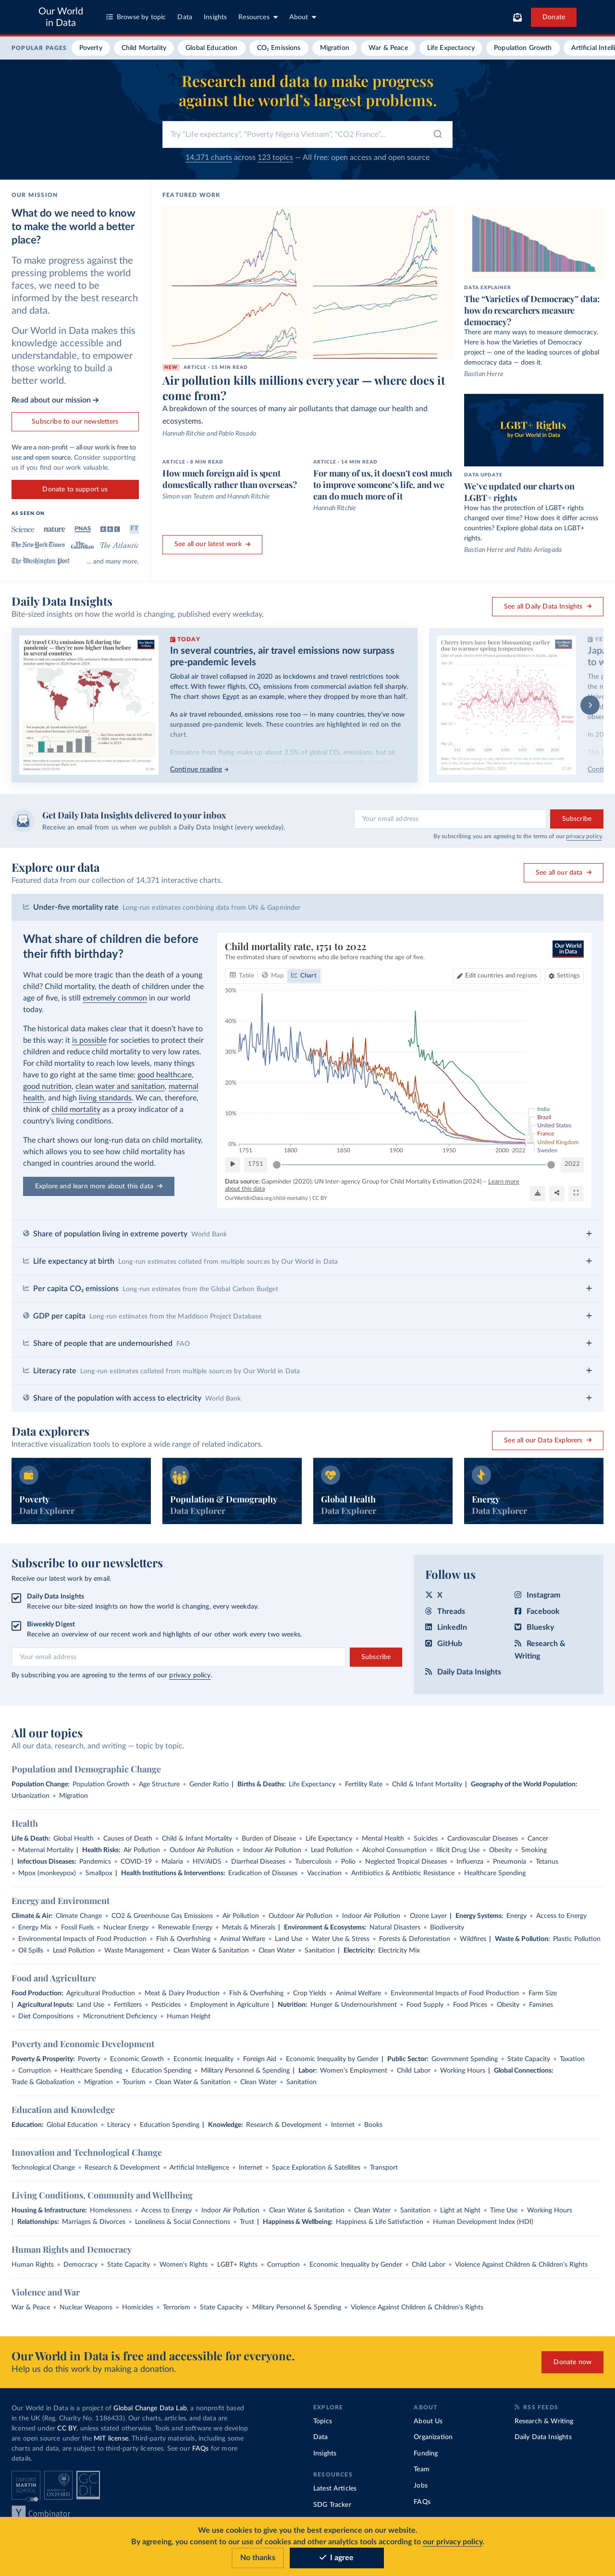 Our World
in Data
Browse by topic
Data
Insights
Resources
About
Donate
POPULAR PAGES
Poverty
Child Mortality
Global Education
CO₂ Emissions
Migration
War & Peace
Life Expectancy
Population Growth
Artificial Intelli
Research and data to make progress
against the world's largest problems.
Try "Life expectancy", "Poverty Nigeria Vietnam", "CO2 France"...
14,371 charts across 123 topics — All free: open access and open source
OUR MISSION
What do we need to know
to make the world a better
place?
To make progress against the
pressing problems the world
faces, we need to be
informed by the best research
and data.
Our World in Data makes this
knowledge accessible and
understandable, to empower
those working to build a
better world.
Read about our mission →
Subscribe to our newsletters
We are a non-profit — all our work is free to
use and open source. Consider supporting
us if you find our work valuable.
Donate to support us
AS SEEN ON
Science
nature
PNAS
BBC
FT
The New York Times
The Guardian
The Atlantic
The Washington Post
... and many more.
FEATURED WORK
NEW ARTICLE • 15 MIN READ
Air pollution kills millions every year — where does it
come from?
A breakdown of the sources of many air pollutants that damage our health and
ecosystems.
Hannah Ritchie and Pablo Rosado
ARTICLE • 8 MIN READ
How much foreign aid is spent
domestically rather than overseas?
Simon van Teutem and Hannah Ritchie
ARTICLE • 14 MIN READ
For many of us, it doesn't cost much
to improve someone's life, and we
can do much more of it
Hannah Ritchie
See all our latest work →
DATA EXPLAINER
The "Varieties of Democracy" data:
how do researchers measure
democracy?
There are many ways to measure democracy.
Here is how the Varieties of Democracy
project — one of the leading sources of global
democracy data — does it.
Bastian Herre
LGBT+ Rights
by Our World in Data
DATA UPDATE
We've updated our charts on
LGBT+ rights
How has the protection of LGBT+ rights
changed over time? How does it differ across
countries? Explore global data on LGBT+
rights.
Bastian Herre and Pablo Arriagada
Daily Data Insights
Bite-sized insights on how the world is changing, published every weekday.
See all Daily Data Insights →
Air travel CO₂ emissions fell during the
pandemic — they're now higher than before
in several countries
Our World
in Data
TODAY
In several countries, air travel emissions now surpass
pre-pandemic levels
Global air travel collapsed in 2020 as lockdowns and travel restrictions took
effect. With fewer flights, CO₂ emissions from commercial aviation fell sharply.
The chart shows Egypt as an example, where they dropped by more than half.
As air travel rebounded, emissions rose too — in many countries, they've now
surpassed pre-pandemic levels. These countries are highlighted in red on the
chart.
Emissions from flying make up about 2.5% of global CO₂ emissions, but air
Continue reading →
Cherry trees have been blossoming earlier
due to warmer spring temperatures
YE
Japa
to w
The p
the n
obse
In 20
This
Conti
Get Daily Data Insights delivered to your inbox
Receive an email from us when we publish a Daily Data Insight (every weekday).
Your email address
Subscribe
By subscribing you are agreeing to the terms of our privacy policy.
Explore our data
Featured data from our collection of 14,371 interactive charts.
See all our data →
Under-five mortality rate Long-run estimates combining data from UN & Gapminder
What share of children die before
their fifth birthday?
What could be more tragic than the death of a young
child? Child mortality, the death of children under the
age of five, is still extremely common in our world
today.
The historical data makes clear that it doesn't have to
be this way: it is possible for societies to protect their
children and reduce child mortality to very low rates.
For child mortality to reach low levels, many things
have to go right at the same time: good healthcare,
good nutrition, clean water and sanitation, maternal
health, and high living standards. We can, therefore,
think of child mortality as a proxy indicator of a
country's living conditions.
The chart shows our long-run data on child mortality,
which allows you to see how child mortality has
changed in countries around the world.
Explore and learn more about this data →
Child mortality rate, 1751 to 2022
The estimated share of newborns who die before reaching the age of five.
Our World
in Data
Table
Map
Chart
Edit countries and regions
Settings
50%
40%
30%
20%
10%
0%
1751
1800
1850
1900
1950
2000
2022
India
Brazil
United States
France
United Kingdom
Sweden
1751
2022
Data source: Gapminder (2020); UN Inter-agency Group for Child Mortality Estimation (2024) – Learn more
about this data
OurWorldinData.org/child-mortality | CC BY
Share of population living in extreme poverty World Bank
Life expectancy at birth Long-run estimates collated from multiple sources by Our World in Data
Per capita CO₂ emissions Long-run estimates from the Global Carbon Budget
GDP per capita Long-run estimates from the Maddison Project Database
Share of people that are undernourished FAO
Literacy rate Long-run estimates collated from multiple sources by Our World in Data
Share of the population with access to electricity World Bank
Data explorers
Interactive visualization tools to explore a wide range of related indicators.
See all our Data Explorers →
Poverty
Data Explorer
Population & Demography
Data Explorer
Global Health
Data Explorer
Energy
Data Explorer
Subscribe to our newsletters
Receive our latest work by email.
Daily Data Insights
Receive our bite-sized insights on how the world is changing, every weekday.
Biweekly Digest
Receive an overview of our recent work and highlights of our other work every two weeks.
Your email address
Subscribe
By subscribing you are agreeing to the terms of our privacy policy.
Follow us
X
Threads
LinkedIn
GitHub
Daily Data Insights
Instagram
Facebook
Bluesky
Research &
Writing
All our topics
All our data, research, and writing — topic by topic.
Population and Demographic Change
Population Change: Population Growth • Age Structure • Gender Ratio | Births & Deaths: Life Expectancy • Fertility Rate • Child & Infant Mortality | Geography of the World Population:
Urbanization • Migration
Health
Life & Death: Global Health • Causes of Death • Child & Infant Mortality • Burden of Disease • Life Expectancy • Mental Health • Suicides • Cardiovascular Diseases • Cancer
• Maternal Mortality | Health Risks: Air Pollution • Outdoor Air Pollution • Indoor Air Pollution • Lead Pollution • Alcohol Consumption • Illicit Drug Use • Obesity • Smoking
| Infectious Diseases: Pandemics • COVID-19 • Malaria • HIV/AIDS • Diarrheal Diseases • Tuberculosis • Polio • Neglected Tropical Diseases • Influenza • Pneumonia • Tetanus
• Mpox (monkeypox) • Smallpox | Health Institutions & Interventions: Eradication of Diseases • Vaccination • Antibiotics & Antibiotic Resistance • Healthcare Spending
Energy and Environment
Climate & Air: Climate Change • CO2 & Greenhouse Gas Emissions • Air Pollution • Outdoor Air Pollution • Indoor Air Pollution • Ozone Layer | Energy Systems: Energy • Access to Energy
• Energy Mix • Fossil Fuels • Nuclear Energy • Renewable Energy • Metals & Minerals | Environment & Ecosystems: Natural Disasters • Biodiversity
• Environmental Impacts of Food Production • Fish & Overfishing • Animal Welfare • Land Use • Water Use & Stress • Forests & Deforestation • Wildfires | Waste & Pollution: Plastic Pollution
• Oil Spills • Lead Pollution • Waste Management • Clean Water & Sanitation • Clean Water • Sanitation | Electricity: Electricity Mix
Food and Agriculture
Food Production: Agricultural Production • Meat & Dairy Production • Fish & Overfishing • Crop Yields • Animal Welfare • Environmental Impacts of Food Production • Farm Size
| Agricultural Inputs: Land Use • Fertilizers • Pesticides • Employment in Agriculture | Nutrition: Hunger & Undernourishment • Food Supply • Food Prices • Obesity • Famines
• Diet Compositions • Micronutrient Deficiency • Human Height
Poverty and Economic Development
Poverty & Prosperity: Poverty • Economic Growth • Economic Inequality • Foreign Aid • Economic Inequality by Gender | Public Sector: Government Spending • State Capacity • Taxation
• Corruption • Healthcare Spending • Education Spending • Military Personnel & Spending | Labor: Women's Employment • Child Labor • Working Hours | Global Connections:
Trade & Globalization • Migration • Tourism • Clean Water & Sanitation • Clean Water • Sanitation
Education and Knowledge
Education: Global Education • Literacy • Education Spending | Knowledge: Research & Development • Internet • Books
Innovation and Technological Change
Technological Change • Research & Development • Artificial Intelligence • Internet • Space Exploration & Satellites • Transport
Living Conditions, Community and Wellbeing
Housing & Infrastructure: Homelessness • Access to Energy • Indoor Air Pollution • Clean Water & Sanitation • Clean Water • Sanitation • Light at Night • Time Use • Working Hours
| Relationships: Marriages & Divorces • Loneliness & Social Connections • Trust | Happiness & Wellbeing: Happiness & Life Satisfaction • Human Development Index (HDI)
Human Rights and Democracy
Human Rights • Democracy • State Capacity • Women's Rights • LGBT+ Rights • Corruption • Economic Inequality by Gender • Child Labor • Violence Against Children & Children's Rights
Violence and War
War & Peace • Nuclear Weapons • Homicides • Terrorism • State Capacity • Military Personnel & Spending • Violence Against Children & Children's Rights
Our World in Data is free and accessible for everyone.
Help us do this work by making a donation.
Donate now
Our World in Data is a project of Global Change Data Lab, a nonprofit based
in the UK (Reg. Charity No. 1186433). Our charts, articles, and data are
licensed under CC BY, unless stated otherwise. Tools and software we develop
are open source under the MIT license. Third-party materials, including some
charts and data, are subject to third-party licenses. See our FAQs for more
details.
OXFORD
MARTIN
SCHOOL
UNIVERSITY OF
OXFORD
GC
DL
Y Combinator
EXPLORE
Topics
Data
Insights
RESOURCES
Latest Articles
SDG Tracker
ABOUT
About Us
Organization
Funding
Team
Jobs
FAQs
RSS FEEDS
Research & Writing
Daily Data Insights
We use cookies to give you the best experience on our website.
By agreeing, you consent to our use of cookies and other analytics tools according to our privacy policy.
No thanks
I agree